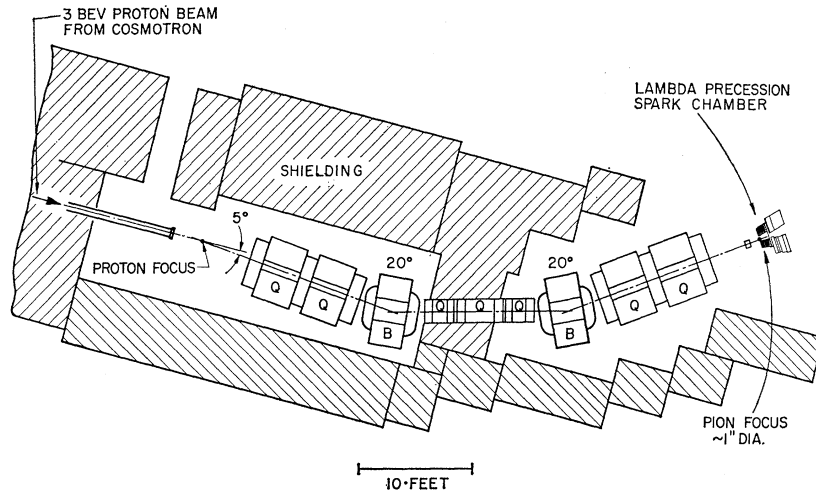 3 BEV PROTON BEAM
FROM COSMOTRON
LAMBDA PRECESSION
SPARK CHAMBER
SHIELDING
5°
PROTON FOCUS
20°
20°
Q
Q
B
Q
Q
Q
B
Q
Q
PION FOCUS
~1" DIA.
10·FEET